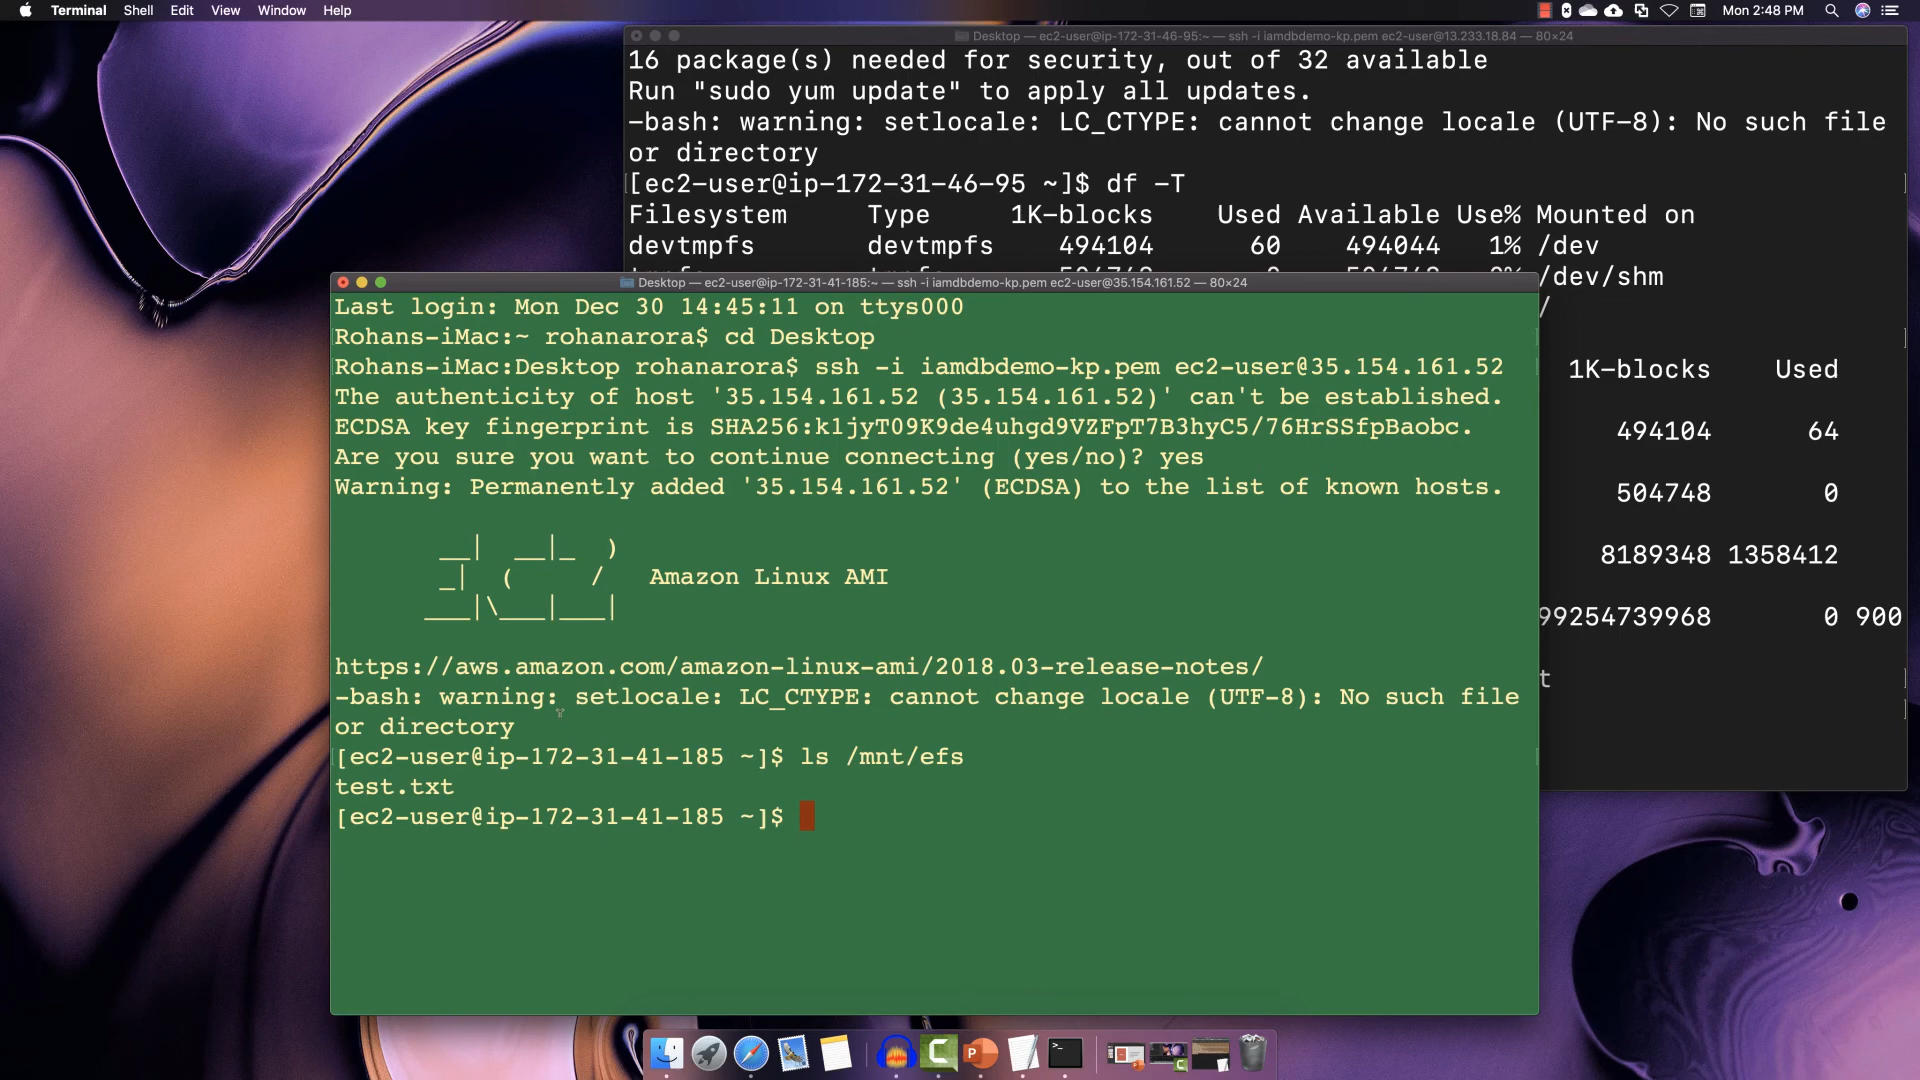 Terminal Shell Edit View Window Help Mon 2:48 PM
Desktop — ec2-user@ip-172-31-46-95:~ — ssh -i iamdbdemo-kp.pem ec2-user@13.233.18.84 — 80×24
16 package(s) needed for security, out of 32 available
Run "sudo yum update" to apply all updates.
-bash: warning: setlocale: LC_CTYPE: cannot change locale (UTF-8): No such file
or directory
[ec2-user@ip-172-31-46-95 ~]$ df -T
Filesystem Type 1K-blocks Used Available Use% Mounted on
devtmpfs devtmpfs 494104 60 494044 1% /dev
/dev/shm
/
1K-blocks Used
494104 64
504748 0
8189348 1358412
99254739968 0 900
t
Desktop — ec2-user@ip-172-31-41-185:~ — ssh -i iamdbdemo-kp.pem ec2-user@35.154.161.52 — 80×24
Last login: Mon Dec 30 14:45:11 on ttys000
Rohans-iMac:~ rohanarora$ cd Desktop
Rohans-iMac:Desktop rohanarora$ ssh -i iamdbdemo-kp.pem ec2-user@35.154.161.52
The authenticity of host '35.154.161.52 (35.154.161.52)' can't be established.
ECDSA key fingerprint is SHA256:k1jyT09K9de4uhgd9VZFpT7B3hyC5/76HrSSfpBaobc.
Are you sure you want to continue connecting (yes/no)? yes
Warning: Permanently added '35.154.161.52' (ECDSA) to the list of known hosts.
__|  __|_  )
_|  (     /   Amazon Linux AMI
___|\___|___|
https://aws.amazon.com/amazon-linux-ami/2018.03-release-notes/
-bash: warning: setlocale: LC_CTYPE: cannot change locale (UTF-8): No such file
or directory
[ec2-user@ip-172-31-41-185 ~]$ ls /mnt/efs
test.txt
[ec2-user@ip-172-31-41-185 ~]$